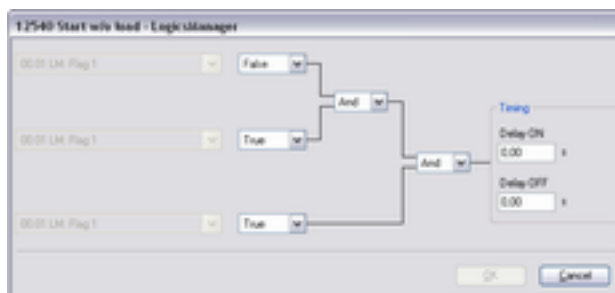 12540 Start w/o load - LogicsManager
00.01 LM: Flag 1
False
And
Timing
Delay ON
0.00 s
00.01 LM: Flag 1
True
And
Delay OFF
0.00 s
00.01 LM: Flag 1
True
OK
Cancel